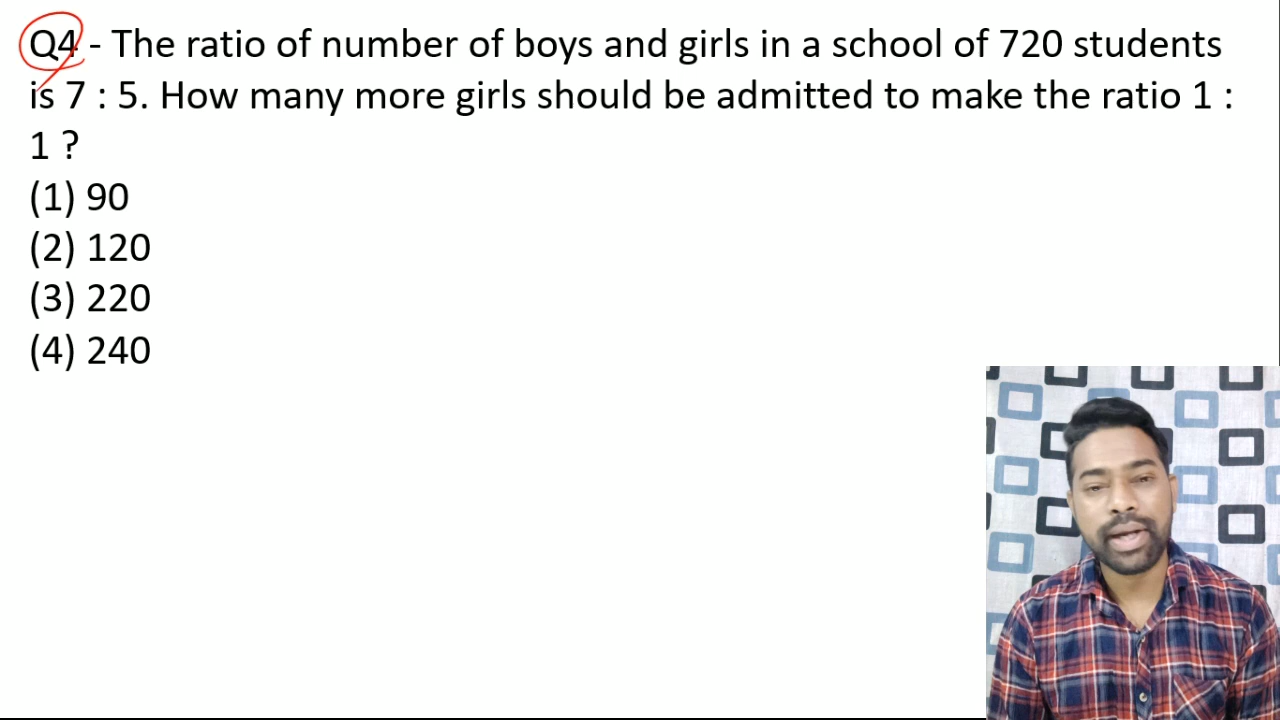 Q4 - The ratio of number of boys and girls in a school of 720 students
is 7 : 5. How many more girls should be admitted to make the ratio 1 :
1 ?
(1) 90
(2) 120
(3) 220
(4) 240